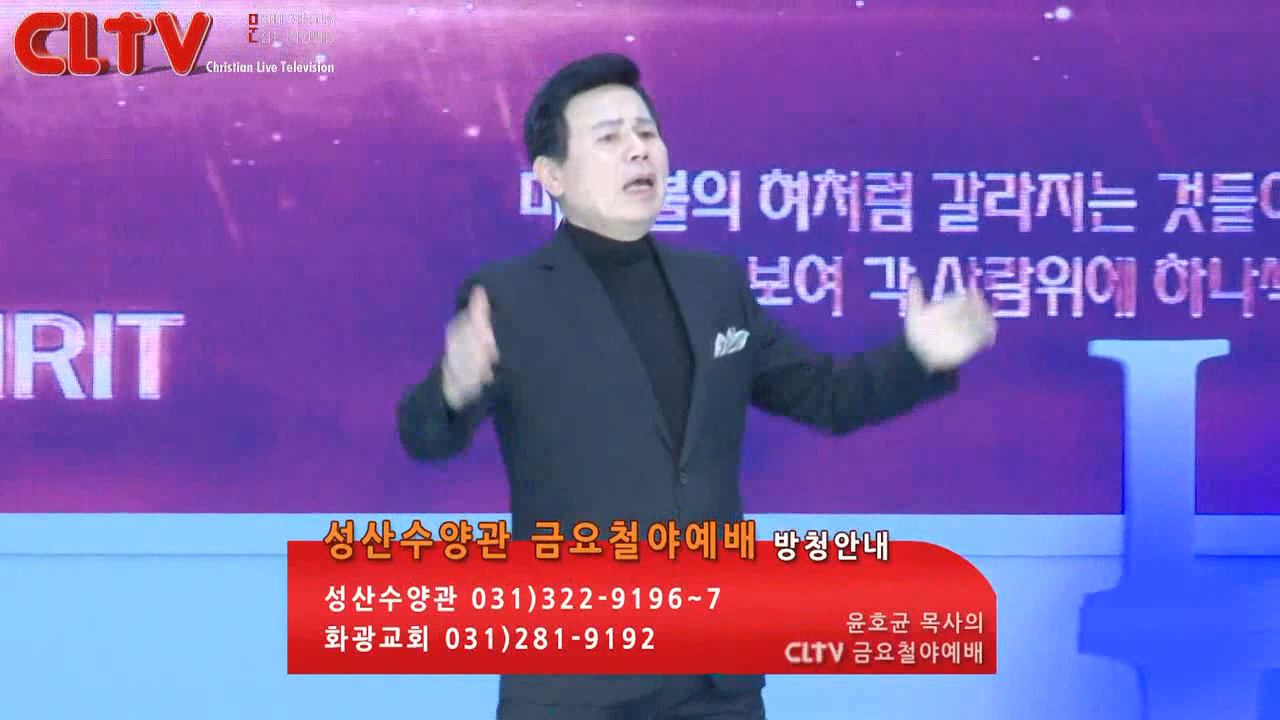 CLTV
Christian Live Television
불의 혀처럼 갈라지는 것들이
보여 각 사람위에 하나씩
성산수양관 금요철야예배 방청안내
성산수양관 031)322-9196~7
화광교회 031)281-9192
윤호균 목사의
CLTV 금요철야예배